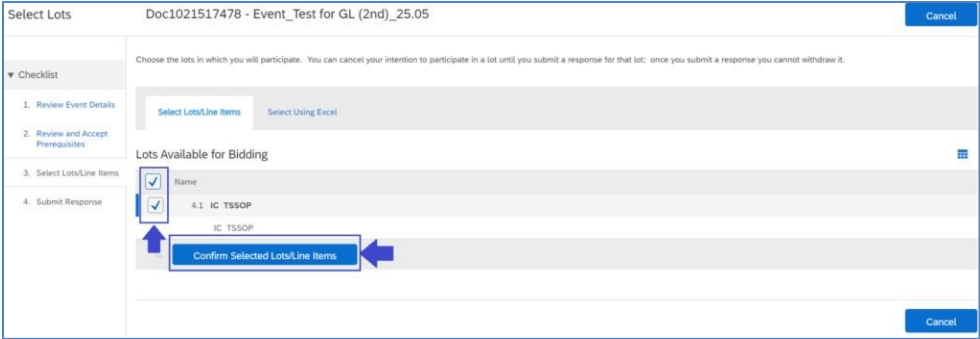 Select Lots
Doc1021517478 - Event_Test for GL (2nd)_25.05
Cancel
▼ Checklist
1. Review Event Details
2. Review and Accept
Prerequisites
3. Select Lots/Line Items
4. Submit Response
Choose the lots in which you will participate. You can cancel your intention to participate in a lot until you submit a response for that lot; once you submit a response you cannot withdraw it.
Select Lots/Line Items
Select Using Excel
Lots Available for Bidding
Name
4.1 IC TSSOP
IC TSSOP
Confirm Selected Lots/Line Items
Cancel